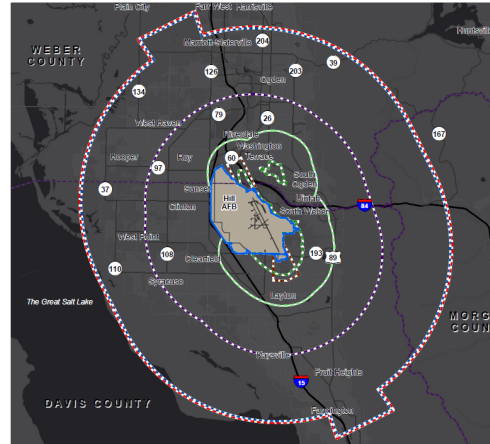 Plain City
Farr West
Harrisville
Huntsville
WEBER
COUNTY
Marriott-Slaterville
204
39
126
Ogden
203
134
79
26
West Haven
167
Riverdale
Washington
Terrace
Hooper
Roy
60
97
South
Ogden
37
Sunset
Uintah
Hill
AFB
Clinton
South Weber
84
West Point
108
Clearfield
193
89
110
Syracuse
Layton
The Great Salt Lake
MORG
COUN
Kaysville
Fruit Heights
15
DAVIS COUNTY
Farmington